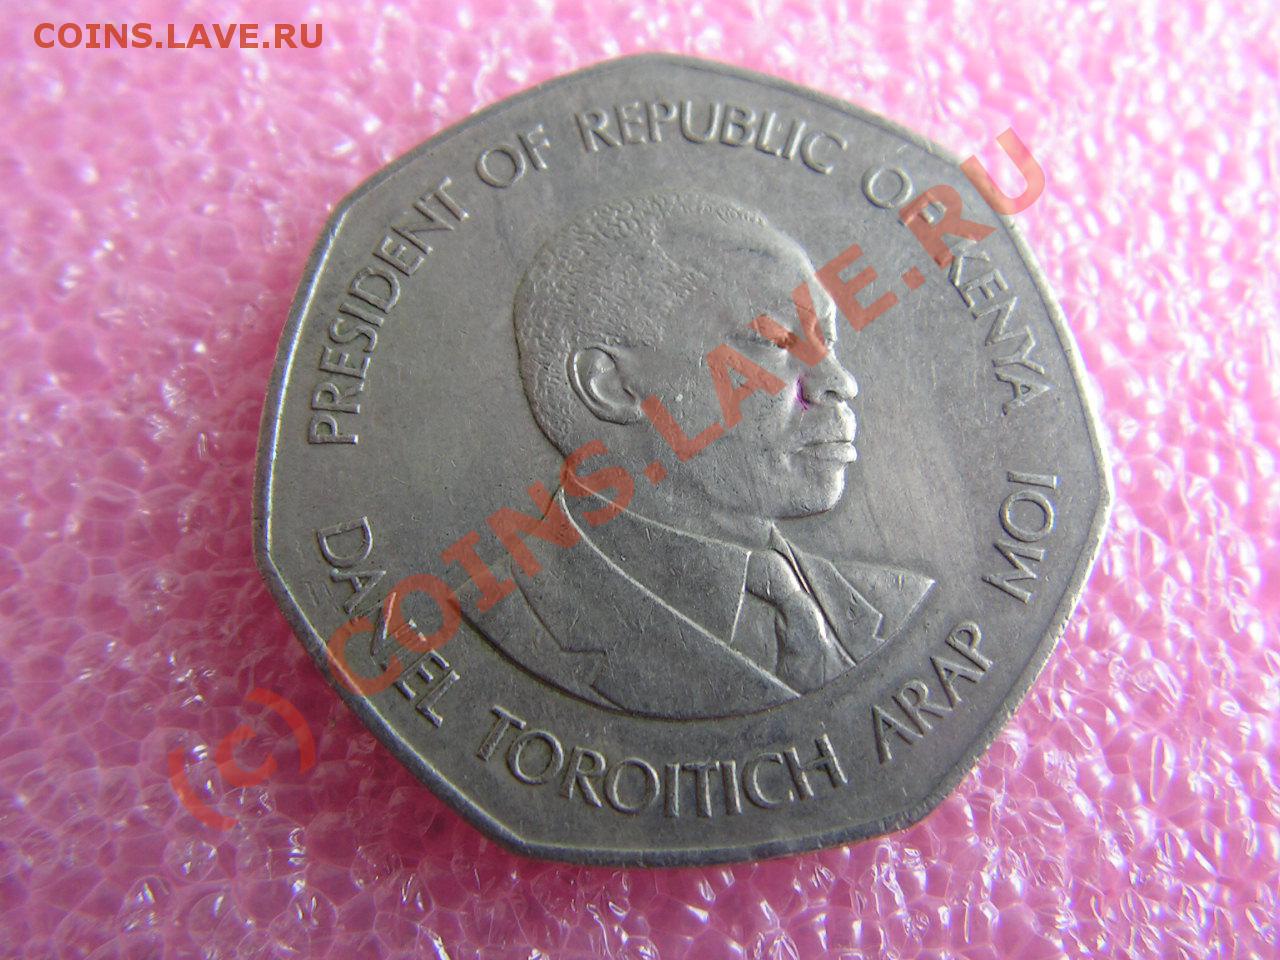 COINS.LAVE.RU
PRESIDENT OF REPUBLIC OF KENYA
DANIEL TOROITICH ARAP MOI
(c) COINS.LAVE.RU